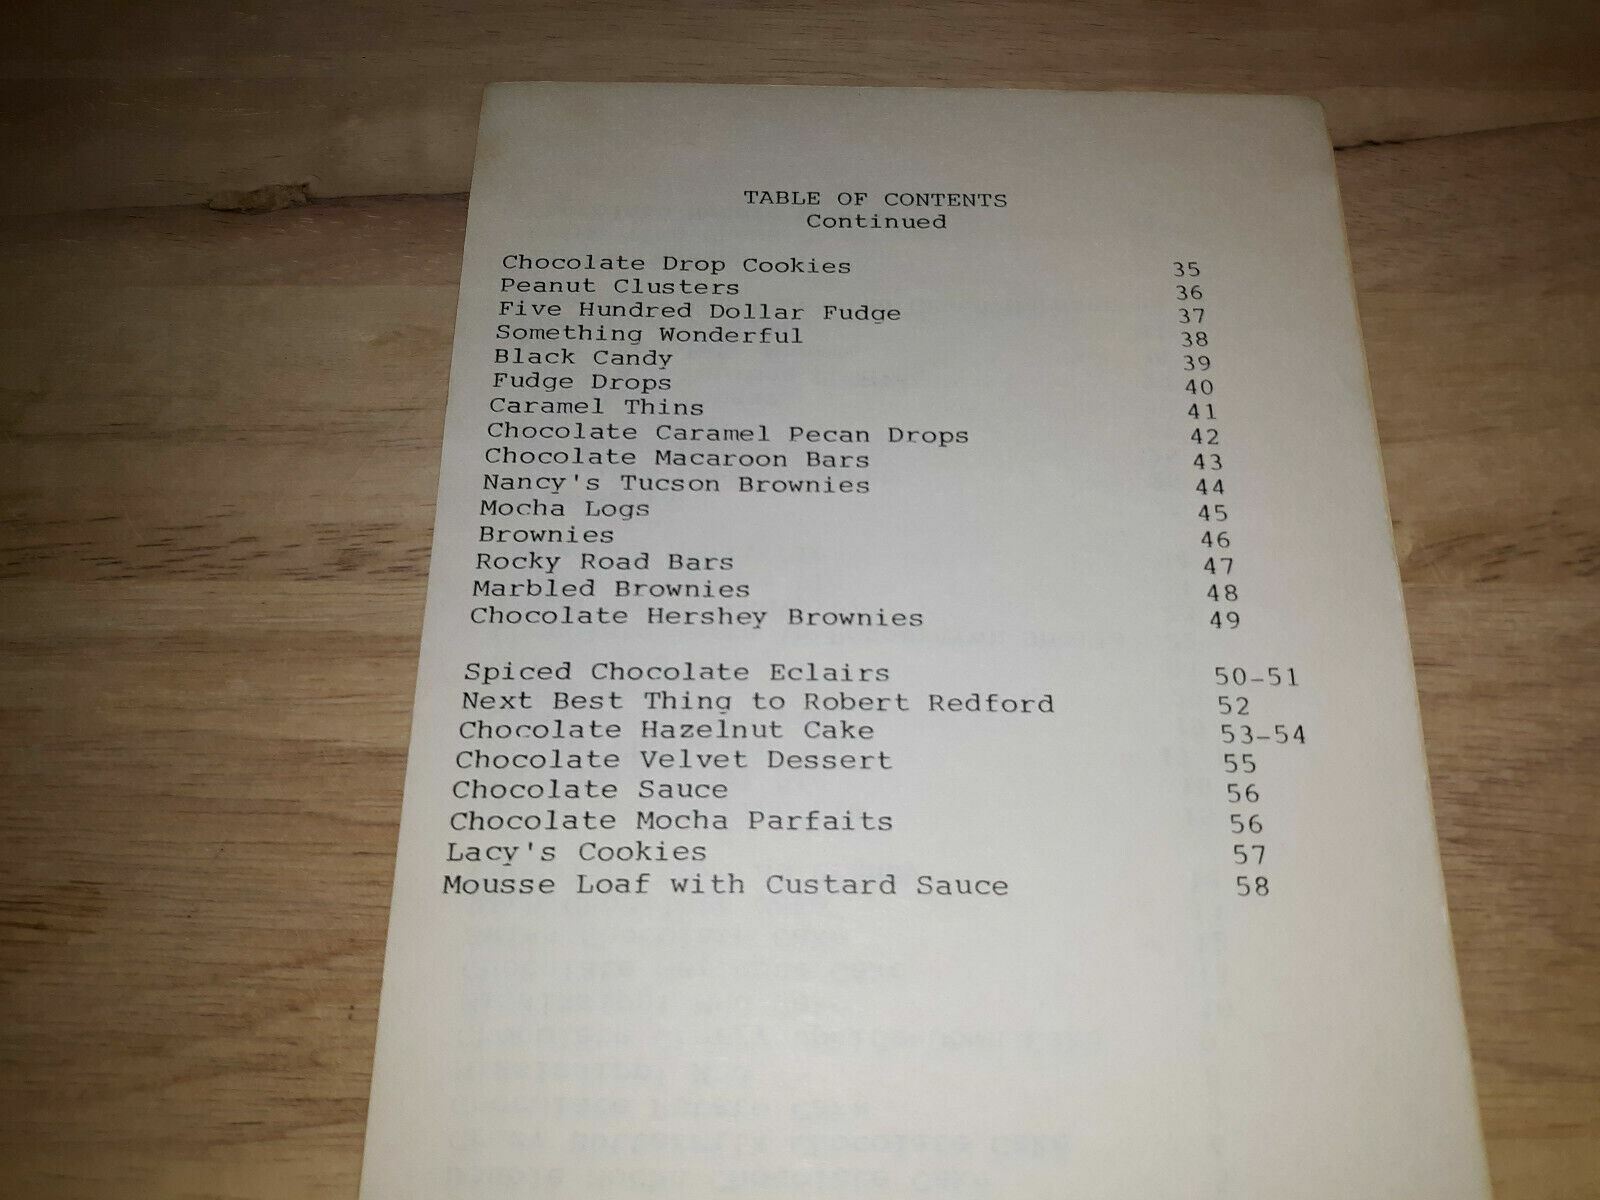 TABLE OF CONTENTS
Continued
Chocolate Drop Cookies 35
Peanut Clusters 36
Five Hundred Dollar Fudge 37
Something Wonderful 38
Black Candy 39
Fudge Drops 40
Caramel Thins 41
Chocolate Caramel Pecan Drops 42
Chocolate Macaroon Bars 43
Nancy's Tucson Brownies 44
Mocha Logs 45
Brownies 46
Rocky Road Bars 47
Marbled Brownies 48
Chocolate Hershey Brownies 49
Spiced Chocolate Eclairs 50-51
Next Best Thing to Robert Redford 52
Chocolate Hazelnut Cake 53-54
Chocolate Velvet Dessert 55
Chocolate Sauce 56
Chocolate Mocha Parfaits 56
Lacy's Cookies 57
Mousse Loaf with Custard Sauce 58